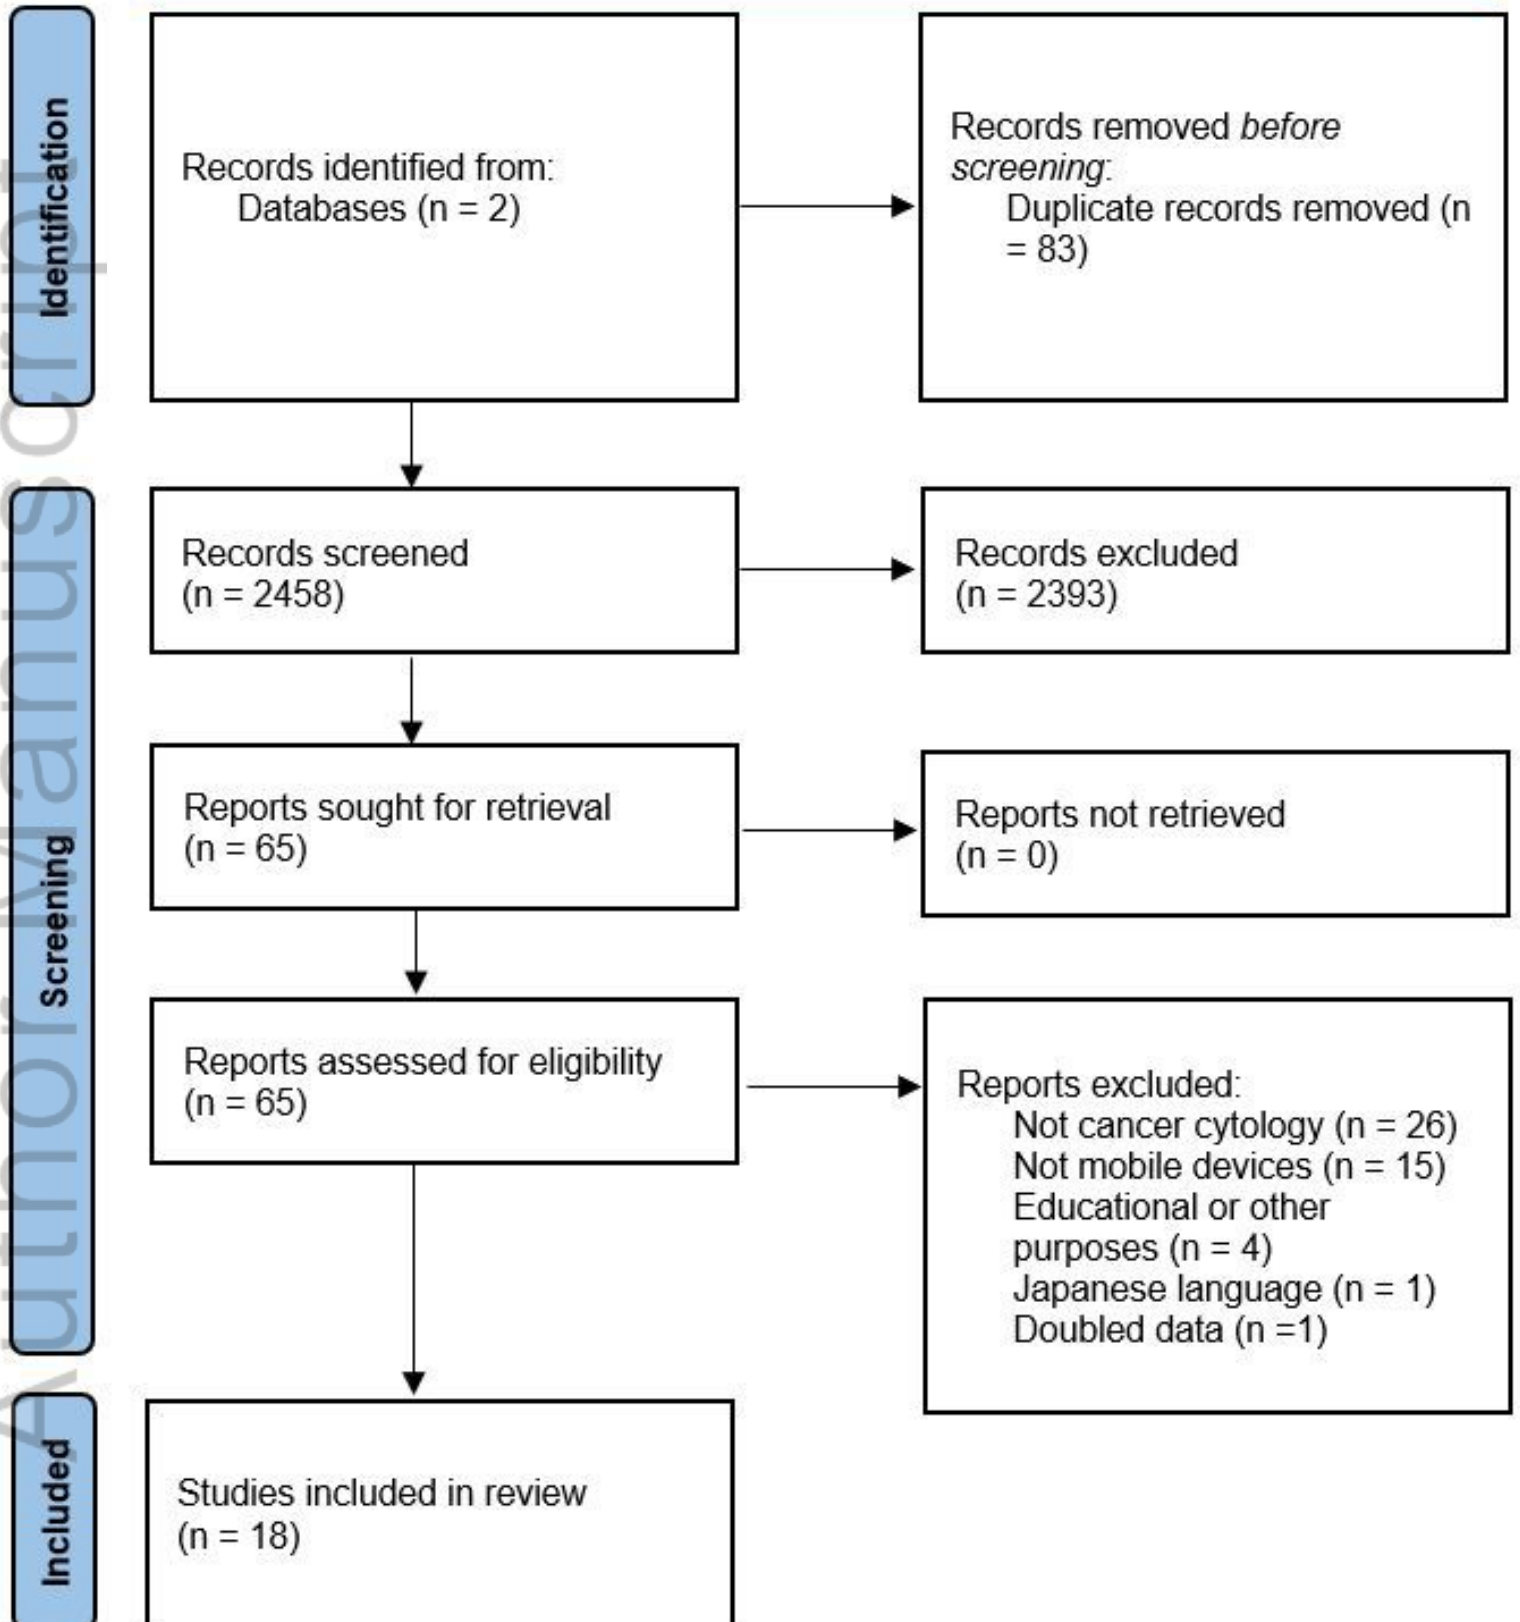 Identification
Records identified from:
Databases (n = 2)
Records removed before
screening:
Duplicate records removed (n
= 83)
Screening
Records screened
(n = 2458)
Records excluded
(n = 2393)
Reports sought for retrieval
(n = 65)
Reports not retrieved
(n = 0)
Reports assessed for eligibility
(n = 65)
Reports excluded:
Not cancer cytology (n = 26)
Not mobile devices (n = 15)
Educational or other
purposes (n = 4)
Japanese language (n = 1)
Doubled data (n =1)
Included
Studies included in review
(n = 18)
Author Manuscript